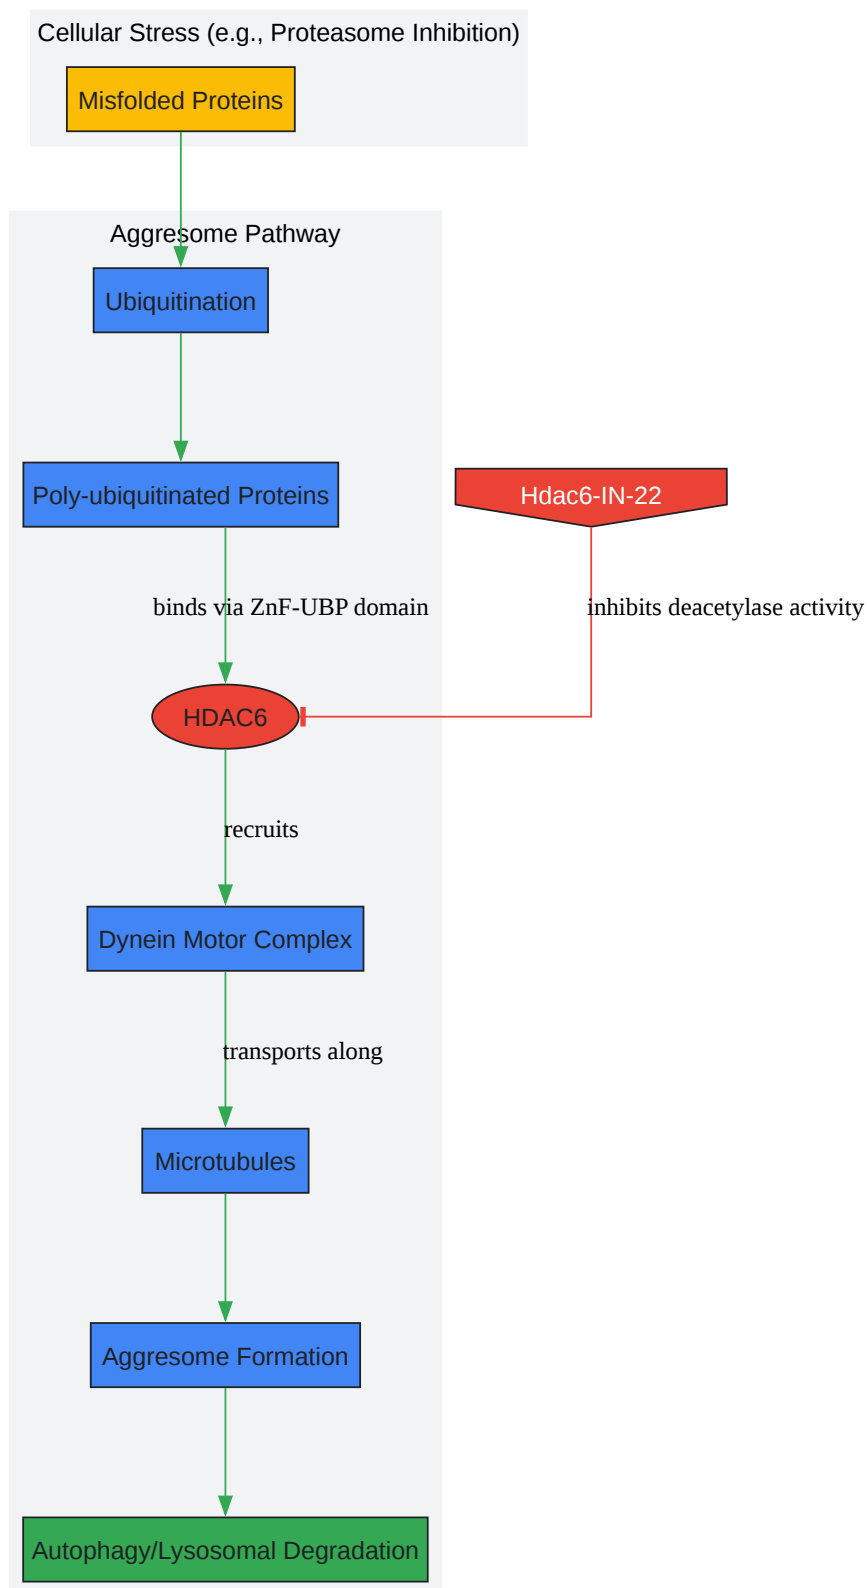 Cellular Stress (e.g., Proteasome Inhibition)
Misfolded Proteins
Aggresome Pathway
Ubiquitination
Poly-ubiquitinated Proteins
Hdac6-IN-22
binds via ZnF-UBP domain
inhibits deacetylase activity
HDAC6
recruits
Dynein Motor Complex
transports along
Microtubules
Aggresome Formation
Autophagy/Lysosomal Degradation